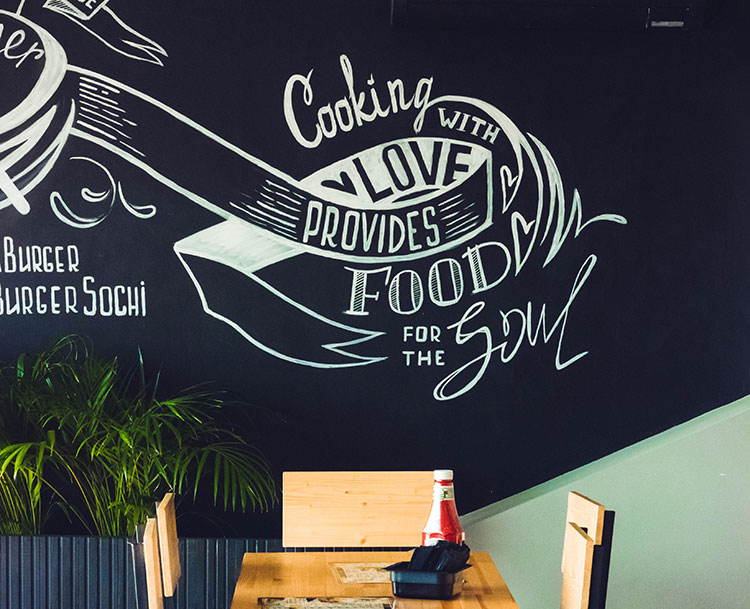 Cooking
WITH
LOVE
PROVIDES
FOOD
FOR
THE
Soul
BURGER
BURGER SOCHI